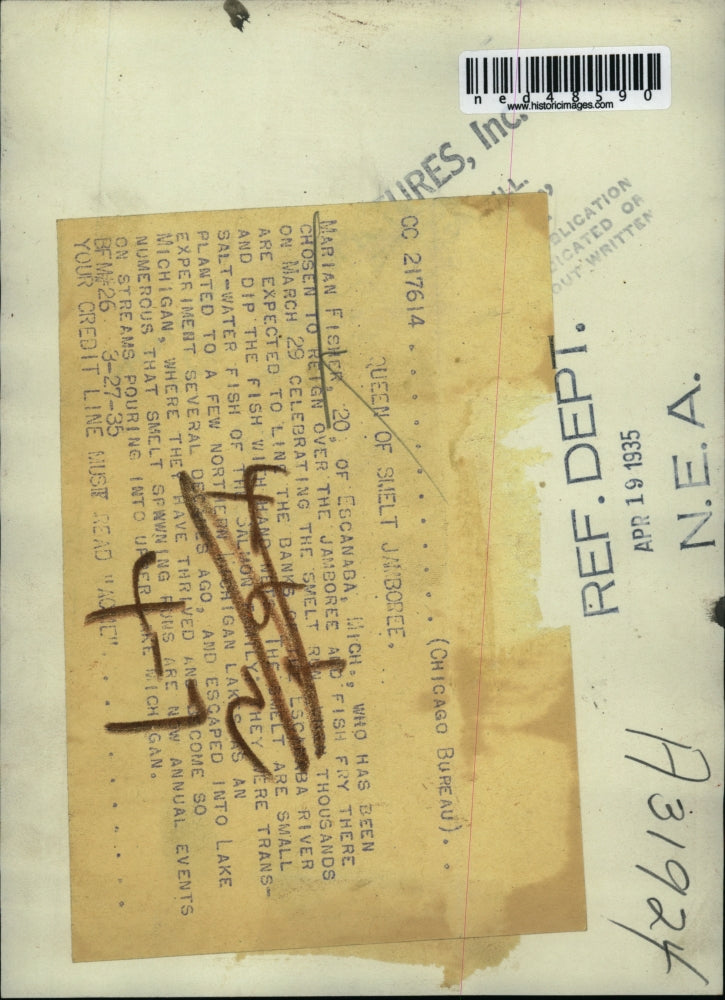 ned48590
www.historicimages.com
URES, Inc.
ILL.
BLICATION
ICATED OR
OUT WRITTEN
CC 217614 . . . . . . . . (CHICAGO BUREAU). .
QUEEN OF SMELT JAMBOREE.
MARIAN FISHER, 20, OF ESCANABA, MICH., WHO HAS BEEN
CHOSEN TO REIGN OVER THE JAMBOREE AND FISH FRY THERE
ON MARCH 29 CELEBRATING THE SMELT RUN THOUSANDS
ARE EXPECTED TO LINE THE BANKS OF THE ESCANABA RIVER
AND DIP THE FISH WITH HAND NETS. THE SMELT ARE SMALL
SALT-WATER FISH OF THE SALMON FAMILY. THEY WERE TRANS-
PLANTED TO A FEW NORTHERN MICHIGAN LAKES AS AN
EXPERIMENT SEVERAL DECADES AGO, AND ESCAPED INTO LAKE
MICHIGAN, WHERE THEY HAVE THRIVED AND BECOME SO
NUMEROUS THAT SMELT SPAWNING RUNS ARE NOW ANNUAL EVENTS
ON STREAMS POURING INTO UPPER LAKE MICHIGAN.
BFM 26 3-27-35
YOUR CREDIT LINE MUST READ "ACME" . . . . . . . .
REF. DEPT.
APR 19 1935
N.E.A.
A31924